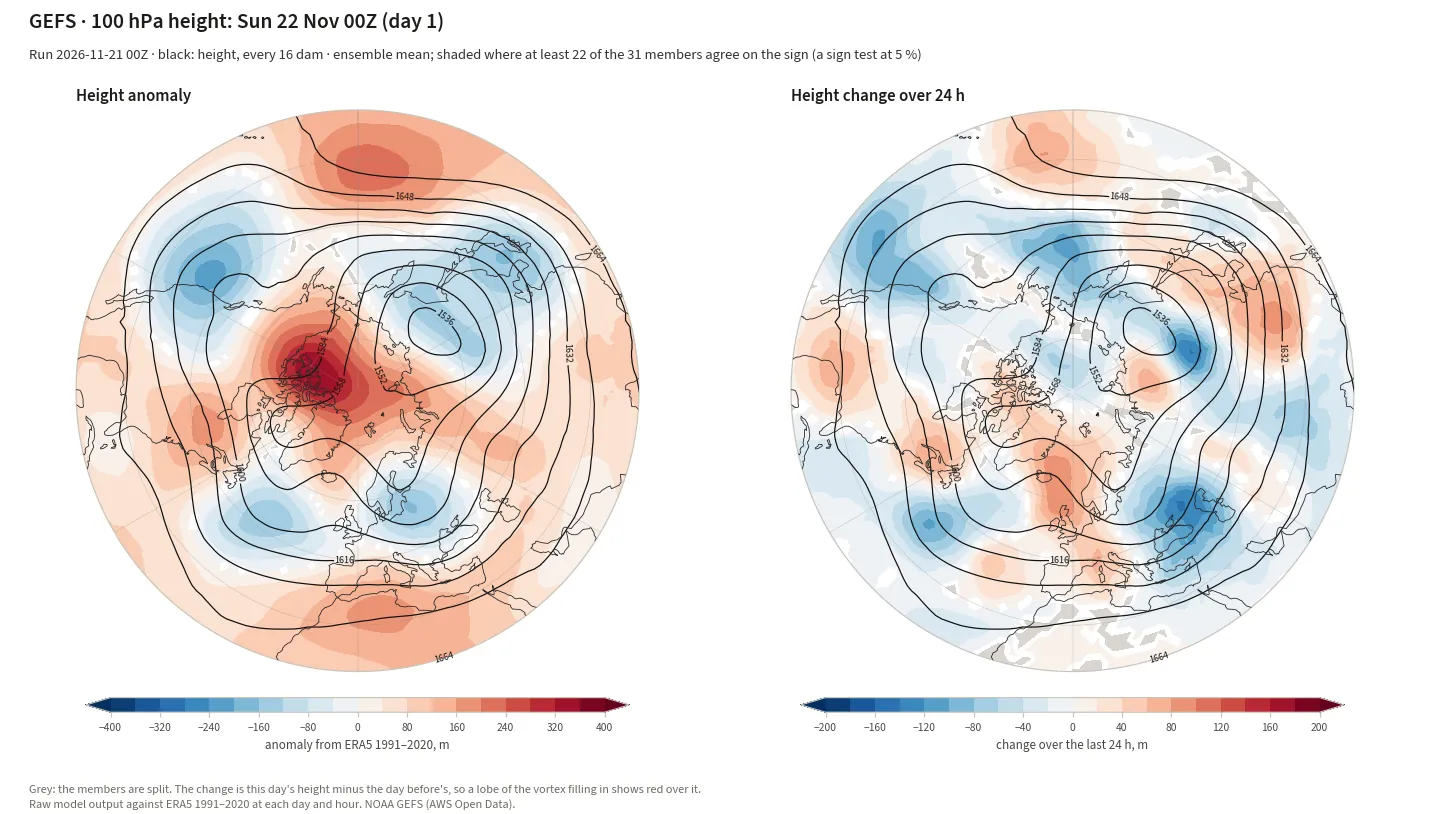 GEFS · 100 hPa height: Sun 22 Nov 00Z (day 1)
Run 2026-11-21 00Z · black: height, every 16 dam · ensemble mean; shaded where at least 22 of the 31 members agree on the sign (a sign test at 5 %)
Height anomaly
Height change over 24 h
1648
1664
1536
1584
1632
1568
1552
1600
1616
1664
1648
1664
1536
1584
1632
1568
1552
1600
1616
1664
−400 −320 −240 −160 −80 0 80 160 240 320 400
anomaly from ERA5 1991–2020, m
−200 −160 −120 −80 −40 0 40 80 120 160 200
change over the last 24 h, m
Grey: the members are split. The change is this day's height minus the day before's, so a lobe of the vortex filling in shows red over it.
Raw model output against ERA5 1991–2020 at each day and hour. NOAA GEFS (AWS Open Data).